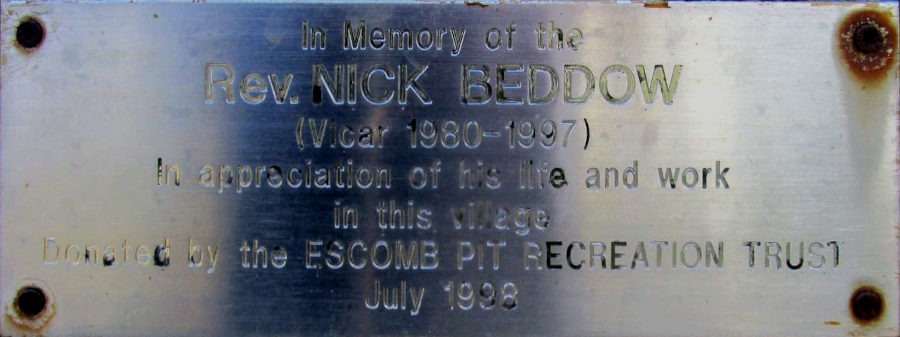 In Memory of the
Rev. NICK BEDDOW
(Vicar 1980-1997)
In appreciation of his life and work
in this village
Donated by the ESCOMB PIT RECREATION TRUST
July 1998